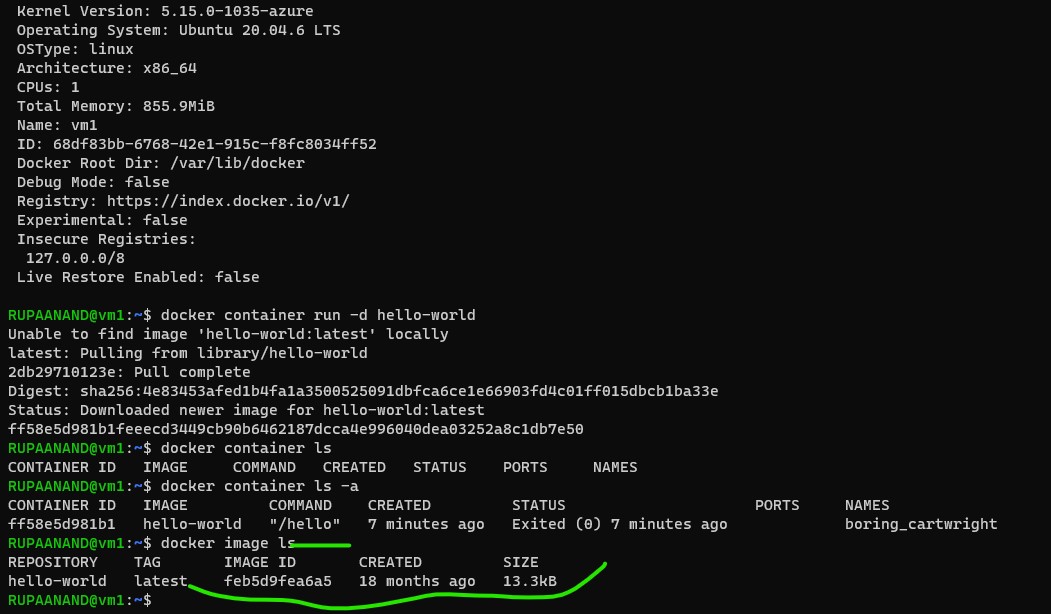 Kernel Version: 5.15.0-1035-azure
Operating System: Ubuntu 20.04.6 LTS
OSType: linux
Architecture: x86_64
CPUs: 1
Total Memory: 855.9MiB
Name: vm1
ID: 68df83bb-6768-42e1-915c-f8fc8034ff52
Docker Root Dir: /var/lib/docker
Debug Mode: false
Registry: https://index.docker.io/v1/
Experimental: false
Insecure Registries:
127.0.0.0/8
Live Restore Enabled: false
RUPAANAND@vm1:~$ docker container run -d hello-world
Unable to find image 'hello-world:latest' locally
latest: Pulling from library/hello-world
2db29710123e: Pull complete
Digest: sha256:4e83453afed1b4fa1a3500525091dbfca6ce1e66903fd4c01ff015dbcb1ba33e
Status: Downloaded newer image for hello-world:latest
ff58e5d981b1feeecd3449cb90b6462187dcca4e996040dea03252a8c1db7e50
RUPAANAND@vm1:~$ docker container ls
CONTAINER ID   IMAGE     COMMAND   CREATED   STATUS    PORTS     NAMES
RUPAANAND@vm1:~$ docker container ls -a
CONTAINER ID   IMAGE         COMMAND    CREATED         STATUS                     PORTS     NAMES
ff58e5d981b1   hello-world   "/hello"   7 minutes ago   Exited (0) 7 minutes ago             boring_cartwright
RUPAANAND@vm1:~$ docker image ls
REPOSITORY    TAG       IMAGE ID       CREATED         SIZE
hello-world   latest    feb5d9fea6a5   18 months ago   13.3kB
RUPAANAND@vm1:~$